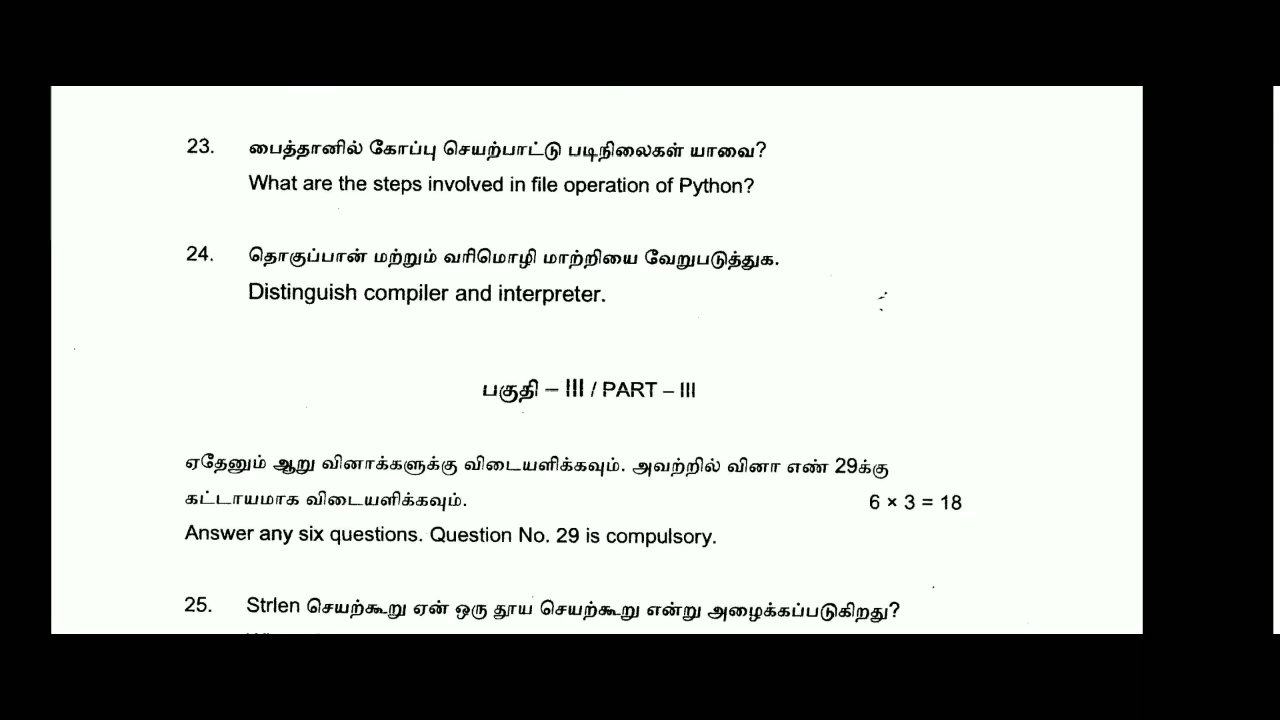 23. பைத்தானில் கோப்பு செயற்பாட்டு படிநிலைகள் யாவை?
What are the steps involved in file operation of Python?
24. தொகுப்பான் மற்றும் வரிமொழி மாற்றியை வேறுபடுத்துக.
Distinguish compiler and interpreter.
பகுதி – III / PART – III
ஏதேனும் ஆறு வினாக்களுக்கு விடையளிக்கவும். அவற்றில் வினா எண் 29க்கு
கட்டாயமாக விடையளிக்கவும். 6 × 3 = 18
Answer any six questions. Question No. 29 is compulsory.
25. Strlen செயற்கூறு ஏன் ஒரு தூய செயற்கூறு என்று அழைக்கப்படுகிறது?